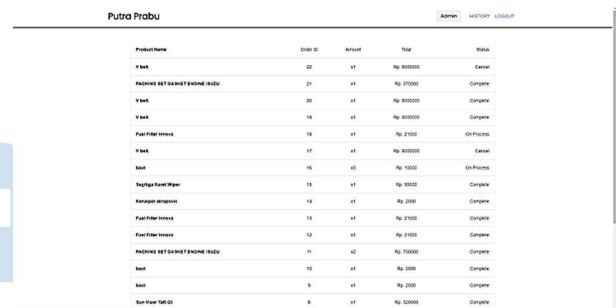 Putra Prabu Admin HISTORY LOGOUT
Product Name Order ID Amount Total Status
V belt 22 x1 Rp. 8000000 Cancel
PACKING SET GASKET ENGINE ISUZU 21 x1 Rp. 375000 Complete
V belt 20 x1 Rp. 8000000 Complete
V belt 19 x1 Rp. 8000000 Complete
Fuel Filter Innova 18 x1 Rp. 21000 On Process
V belt 17 x1 Rp. 8000000 Cancel
baut 16 x5 Rp. 10000 On Process
Segitiga Karet Wiper 15 x1 Complete
Kenalpot akrapovic 14 x1 Rp. 2000 Complete
Fuel Filter Innova 13 x1 Rp. 21000 Complete
Fuel Filter Innova 12 x1 Rp. 21000 Complete
PACKING SET GASKET ENGINE ISUZU 11 x2 Rp. 750000 Complete
baut 10 x1 Rp. 2000 Complete
baut 9 x1 Rp. 2000 Complete
Sun Visor Taft Gt 8 x1 Rp. 320000 Complete